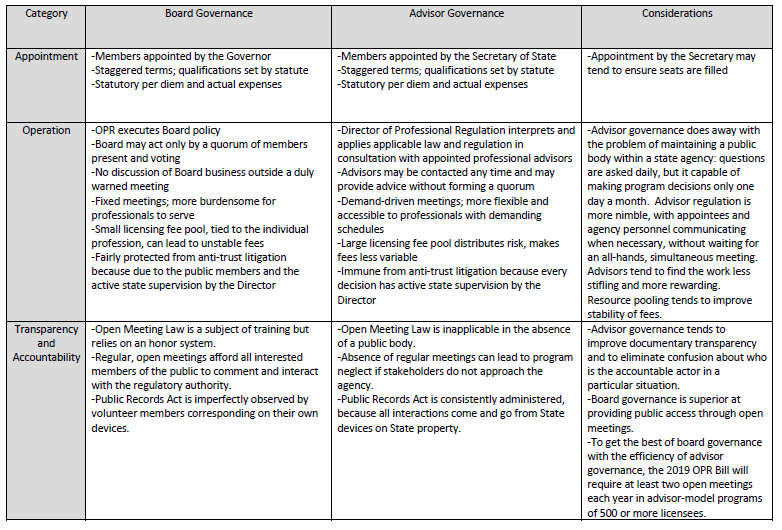 Category
Board Governance
Advisor Governance
Considerations
Appointment
-Members appointed by the Governor
-Staggered terms; qualifications set by statute
-Statutory per diem and actual expenses
-Members appointed by the Secretary of State
-Staggered terms; qualifications set by statute
-Statutory per diem and actual expenses
-Appointment by the Secretary may
tend to ensure seats are filled
Operation
-OPR executes Board policy
-Board may act only by a quorum of members
present and voting
-No discussion of Board business outside a duly
warned meeting
-Fixed meetings; more burdensome for
professionals to serve
-Small licensing fee pool, tied to the individual
profession, can lead to unstable fees
-Fairly protected from anti-trust litigation
because due to the public members and the
active state supervision by the Director
-Director of Professional Regulation interprets and
applies applicable law and regulation in
consultation with appointed professional advisors
-Advisors may be contacted any time and may
provide advice without forming a quorum
-Demand-driven meetings; more flexible and
accessible to professionals with demanding
schedules
-Large licensing fee pool distributes risk, makes
fees less variable
-Immune from anti-trust litigation because every
decision has active state supervision by the
Director
-Advisor governance does away with
the problem of maintaining a public
body within a state agency: questions
are asked daily, but it capable of
making program decisions only one
day a month.  Advisor regulation is
more nimble, with appointees and
agency personnel communicating
when necessary, without waiting for
an all-hands, simultaneous meeting.
Advisors tend to find the work less
stifling and more rewarding.
Resource pooling tends to improve
stability of fees.
Transparency
and
Accountability
-Open Meeting Law is a subject of training but
relies on an honor system.
-Regular, open meetings afford all interested
members of the public to comment and interact
with the regulatory authority.
-Public Records Act is imperfectly observed by
volunteer members corresponding on their own
devices.
-Open Meeting Law is inapplicable in the absence
of a public body.
-Absence of regular meetings can lead to program
neglect if stakeholders do not approach the
agency.
-Public Records Act is consistently administered,
because all interactions come and go from State
devices on State property.
-Advisor governance tends to
improve documentary transparency
and to eliminate confusion about who
is the accountable actor in a
particular situation.
-Board governance is superior at
providing public access through open
meetings.
-To get the best of board governance
with the efficiency of advisor
governance, the 2019 OPR Bill will
require at least two open meetings
each year in advisor-model programs
of 500 or more licensees.